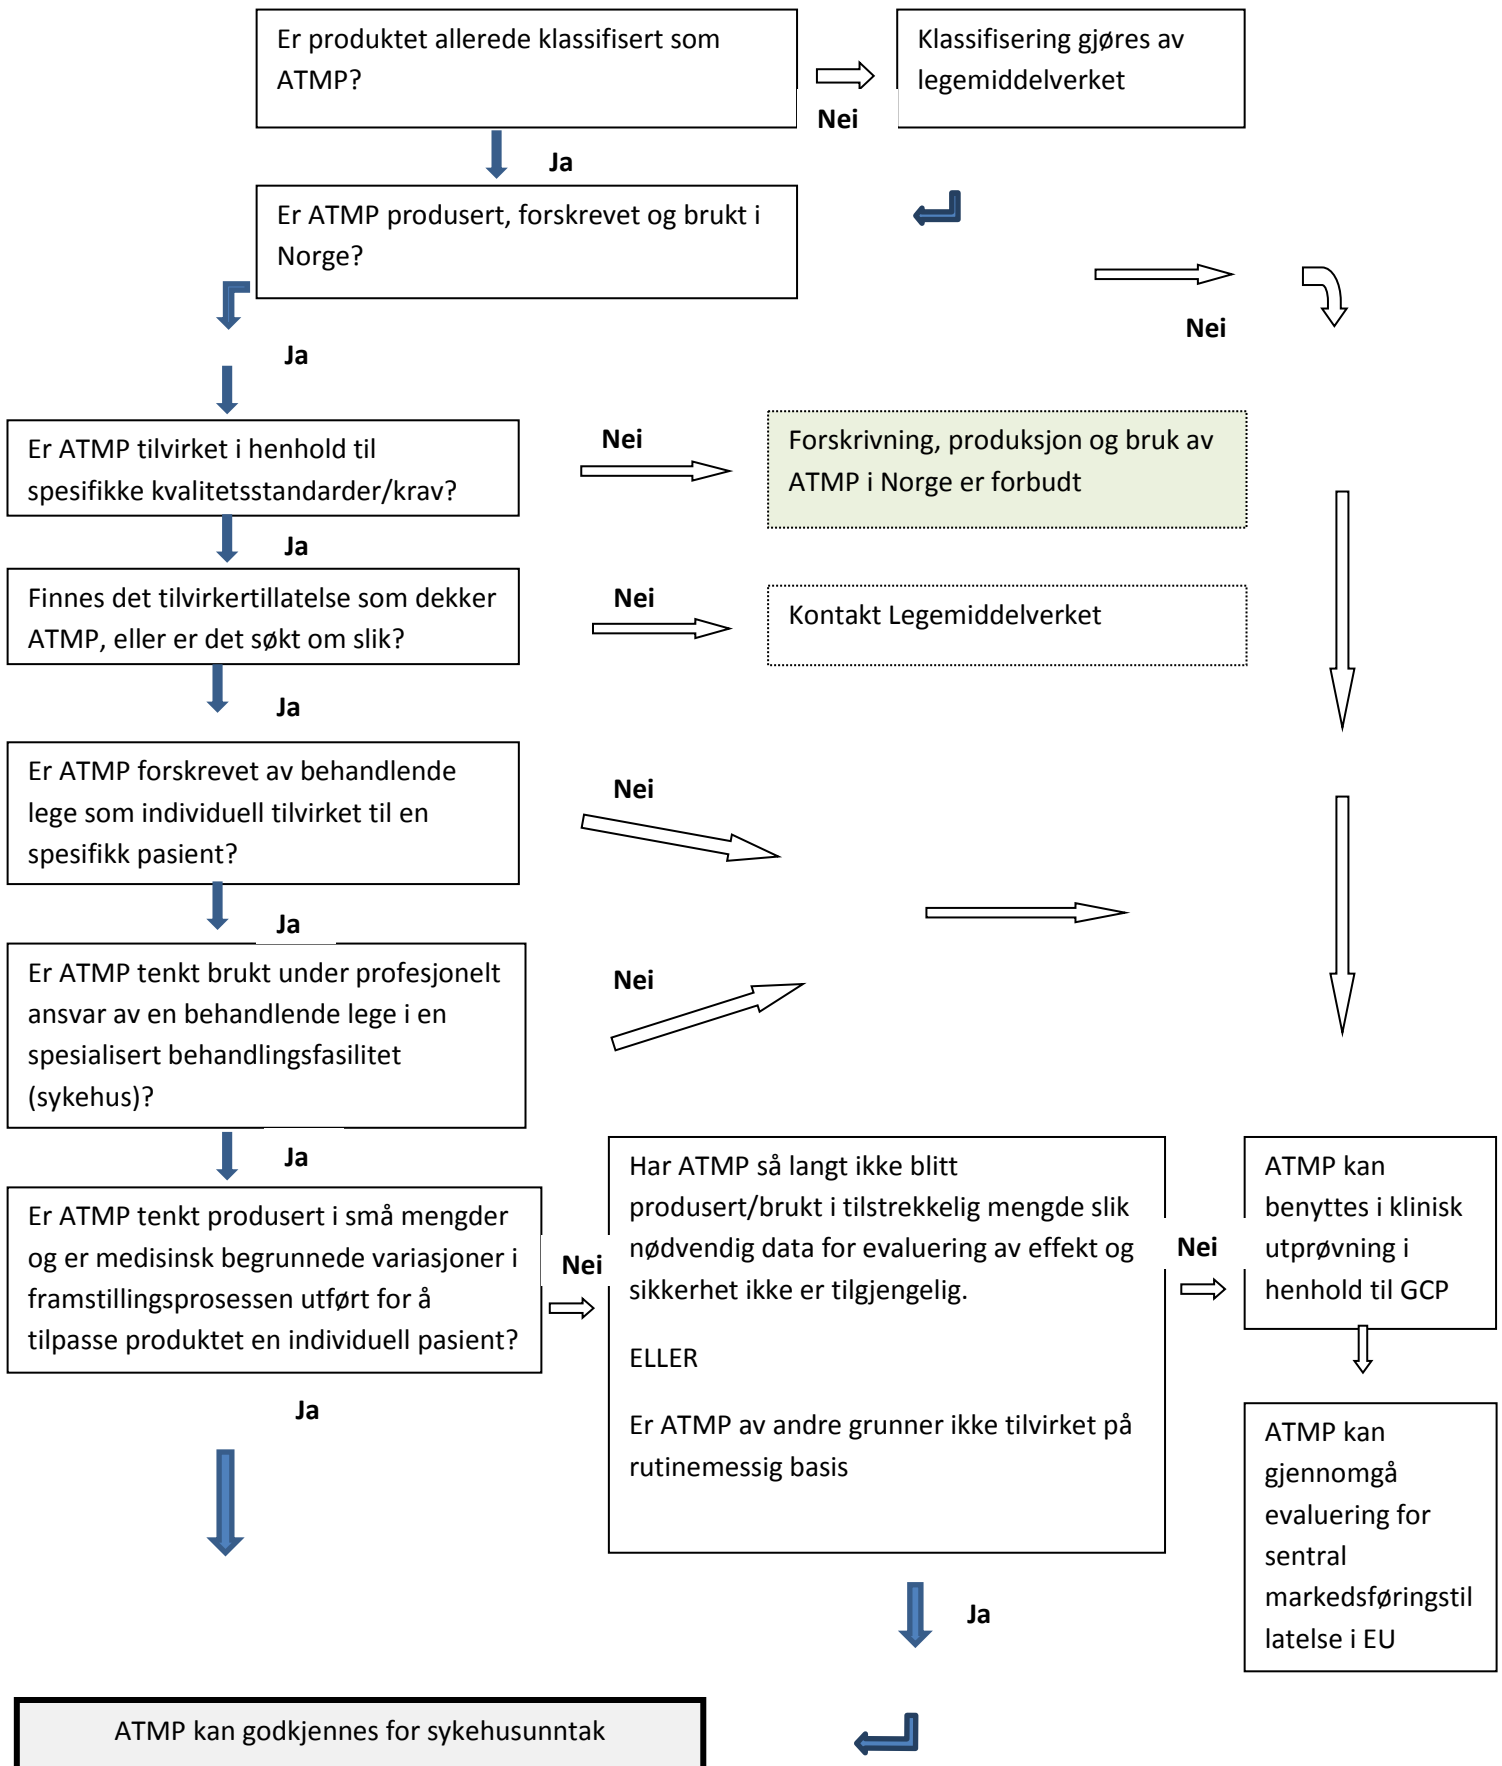 Er produktet allerede klassifisert som
ATMP?
Nei
Klassifisering gjøres av
legemiddelverket
Ja
Er ATMP produsert, forskrevet og brukt i
Norge?
Nei
Ja
Er ATMP tilvirket i henhold til
spesifikke kvalitetsstandarder/krav?
Nei
Forskrivning, produksjon og bruk av
ATMP i Norge er forbudt
Ja
Finnes det tilvirkertillatelse som dekker
ATMP, eller er det søkt om slik?
Nei
Kontakt Legemiddelverket
Ja
Er ATMP forskrevet av behandlende
lege som individuell tilvirket til en
spesifikk pasient?
Nei
Ja
Er ATMP tenkt brukt under profesjonelt
ansvar av en behandlende lege i en
spesialisert behandlingsfasilitet
(sykehus)?
Nei
Ja
Er ATMP tenkt produsert i små mengder
og er medisinsk begrunnede variasjoner i
framstillingsprosessen utført for å
tilpasse produktet en individuell pasient?
Nei
Har ATMP så langt ikke blitt
produsert/brukt i tilstrekkelig mengde slik
nødvendig data for evaluering av effekt og
sikkerhet ikke er tilgjengelig.
ELLER
Er ATMP av andre grunner ikke tilvirket på
rutinemessig basis
Nei
ATMP kan
benyttes i klinisk
utprøvning i
henhold til GCP
ATMP kan
gjennomgå
evaluering for
sentral
markedsføringstil
latelse i EU
Ja
Ja
ATMP kan godkjennes for sykehusunntak